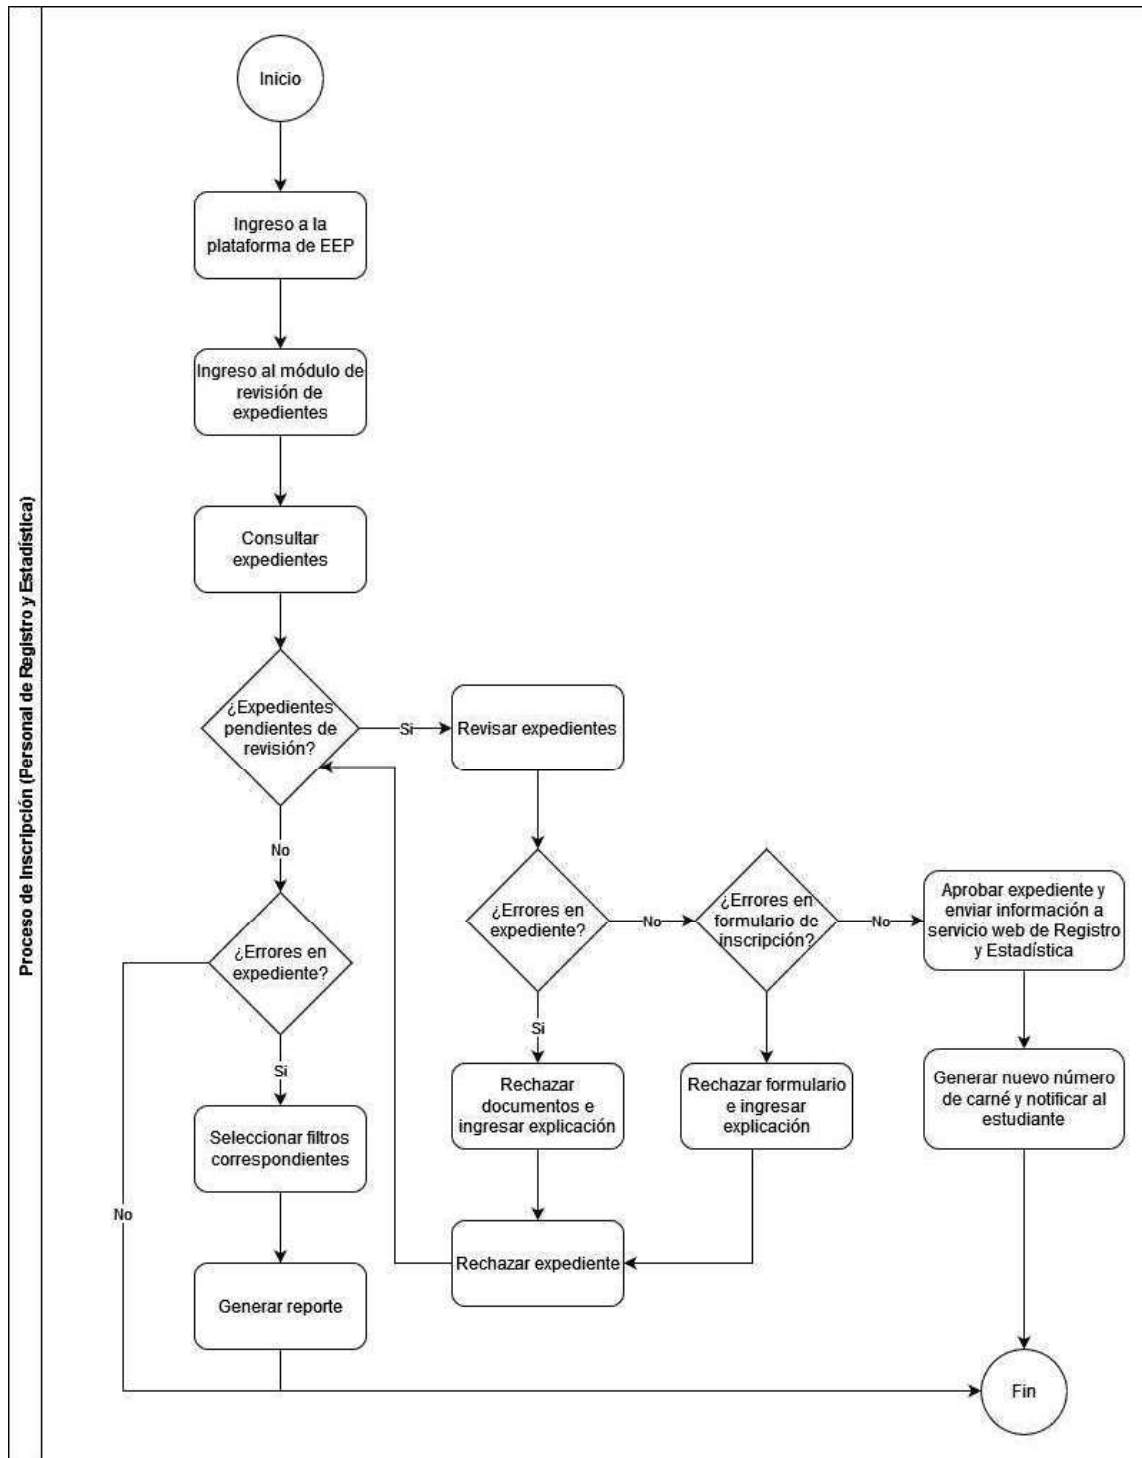 Proceso de Inscripción (Personal de Registro y Estadística)
Inicio
Ingreso a la
plataforma de EEP
Ingreso al módulo de
revisión de
expedientes
Consultar
expedientes
¿Expedientes
pendientes de
revisión?
Si
Revisar expedientes
No
¿Errores en
expediente?
No
¿Errores en
formulario de
inscripción?
No
Aprobar expediente y
enviar información a
servicio web de Registro
y Estadística
¿Errores en
expediente?
Si
Si
Rechazar
documentos e
ingresar explicación
Rechazar formulario
e ingresar
explicación
Generar nuevo número
de carné y notificar al
estudiante
Seleccionar filtros
correspondientes
No
Rechazar expediente
Generar reporte
Fin